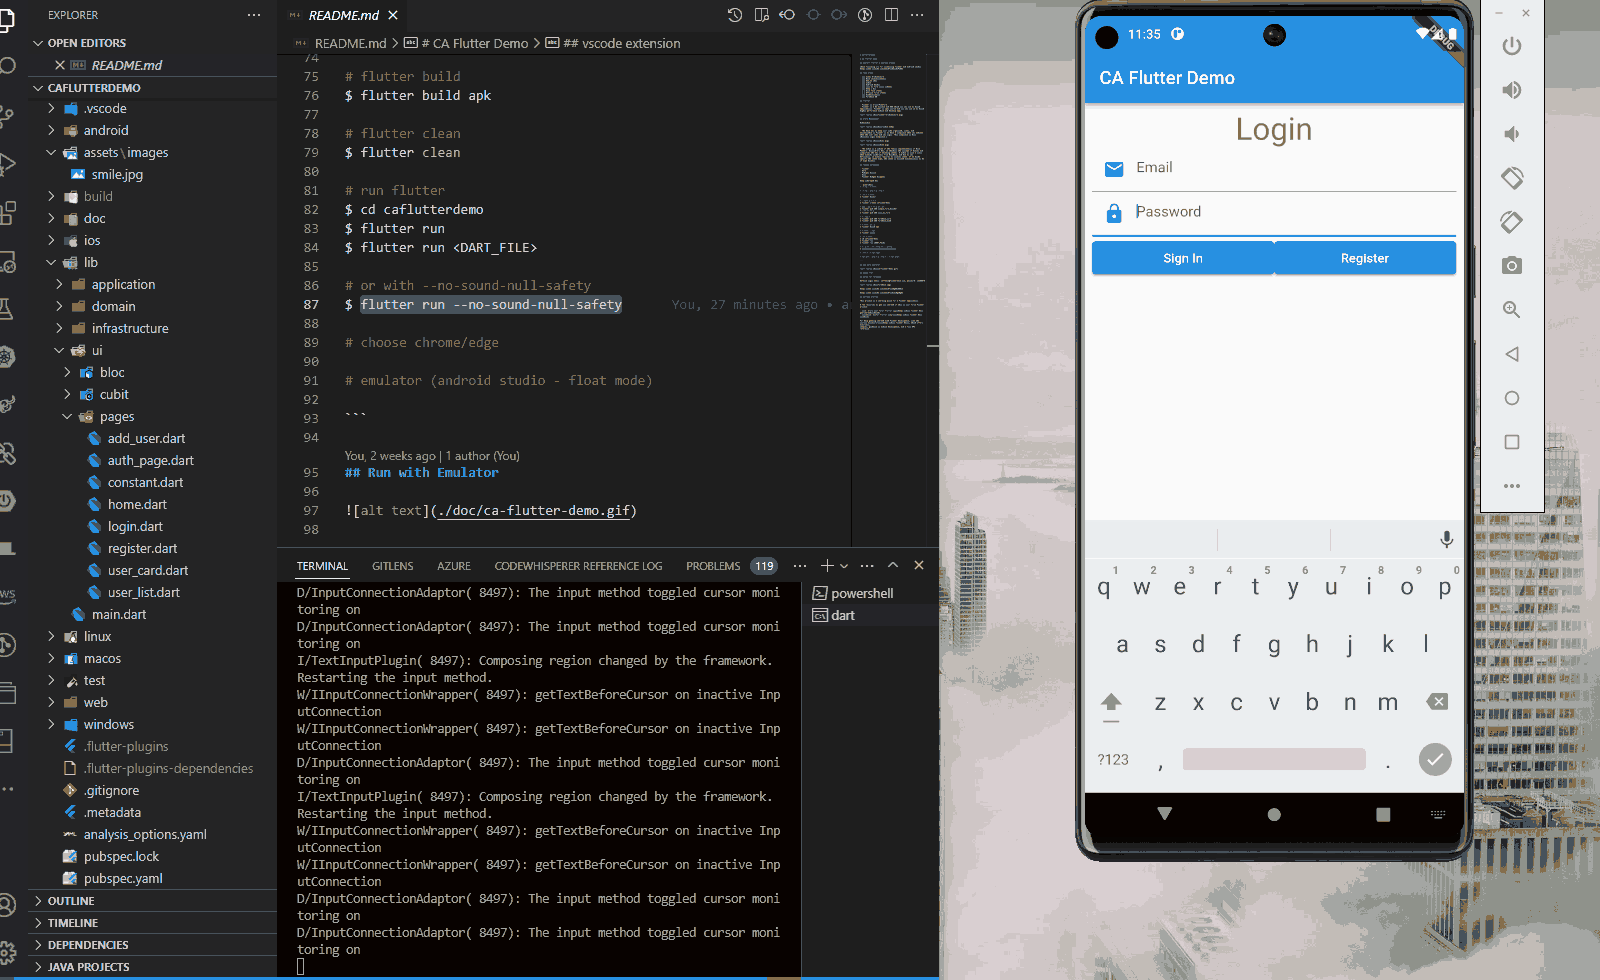 EXPLORER
OPEN EDITORS
README.md
CAFLUTTERDEMO
.vscode
android
assets\images
smile.jpg
build
doc
ios
lib
application
domain
infrastructure
ui
bloc
cubit
pages
add_user.dart
auth_page.dart
constant.dart
home.dart
login.dart
register.dart
user_card.dart
user_list.dart
main.dart
linux
macos
test
web
windows
.flutter-plugins
.flutter-plugins-dependencies
.gitignore
.metadata
analysis_options.yaml
pubspec.lock
pubspec.yaml
OUTLINE
TIMELINE
DEPENDENCIES
JAVA PROJECTS
README.md
README.md > # CA Flutter Demo > ## vscode extension
74
75 # flutter build
76 $ flutter build apk
77
78 # flutter clean
79 $ flutter clean
80
81 # run flutter
82 $ cd caflutterdemo
83 $ flutter run
84 $ flutter run <DART_FILE>
85
86 # or with --no-sound-null-safety
87 $ flutter run --no-sound-null-safety You, 27 minutes ago • a
88
89 # choose chrome/edge
90
91 # emulator (android studio - float mode)
92
93 ```
94
You, 2 weeks ago | 1 author (You)
95 ## Run with Emulator
96
97 ![alt text](./doc/ca-flutter-demo.gif)
98
TERMINAL GITLENS AZURE CODEWHISPERER REFERENCE LOG PROBLEMS 119
powershell
dart
D/InputConnectionAdaptor( 8497): The input method toggled cursor moni
toring on
D/InputConnectionAdaptor( 8497): The input method toggled cursor moni
toring on
I/TextInputPlugin( 8497): Composing region changed by the framework.
Restarting the input method.
W/IInputConnectionWrapper( 8497): getTextBeforeCursor on inactive Inp
utConnection
W/IInputConnectionWrapper( 8497): getTextBeforeCursor on inactive Inp
utConnection
D/InputConnectionAdaptor( 8497): The input method toggled cursor moni
toring on
I/TextInputPlugin( 8497): Composing region changed by the framework.
Restarting the input method.
W/IInputConnectionWrapper( 8497): getTextBeforeCursor on inactive Inp
utConnection
W/IInputConnectionWrapper( 8497): getTextBeforeCursor on inactive Inp
utConnection
D/InputConnectionAdaptor( 8497): The input method toggled cursor moni
toring on
D/InputConnectionAdaptor( 8497): The input method toggled cursor moni
toring on
11:35
DEBUG
CA Flutter Demo
Login
Email
Password
Sign In Register
1 2 3 4 5 6 7 8 9 0
q w e r t y u i o p
a s d f g h j k l
z x c v b n m
?123 , .